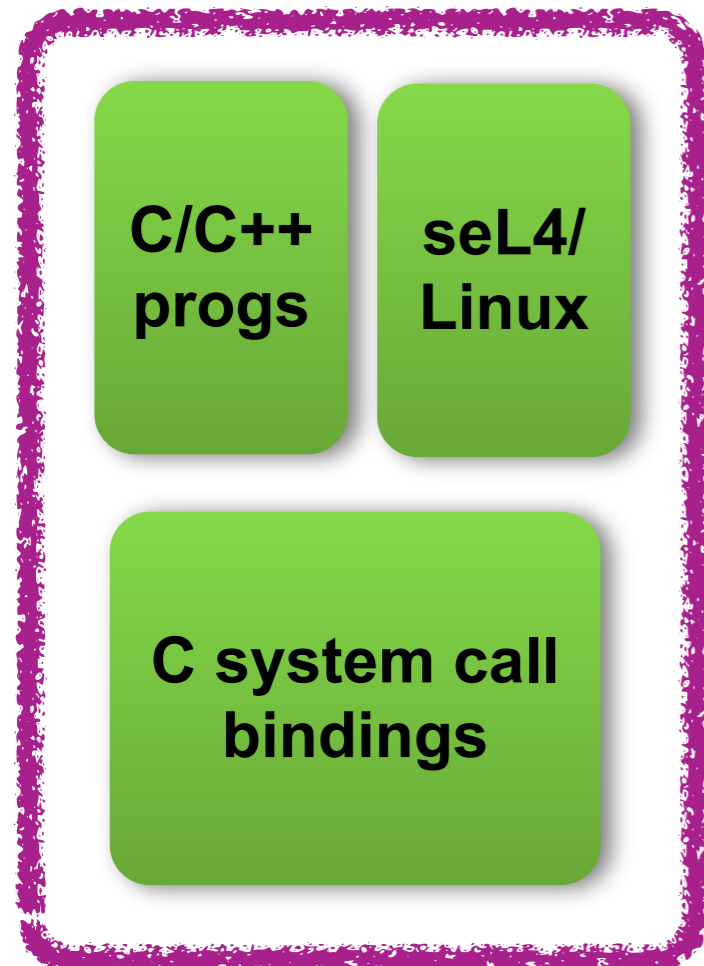 C/C++
progs
seL4/
Linux
C system call
bindings